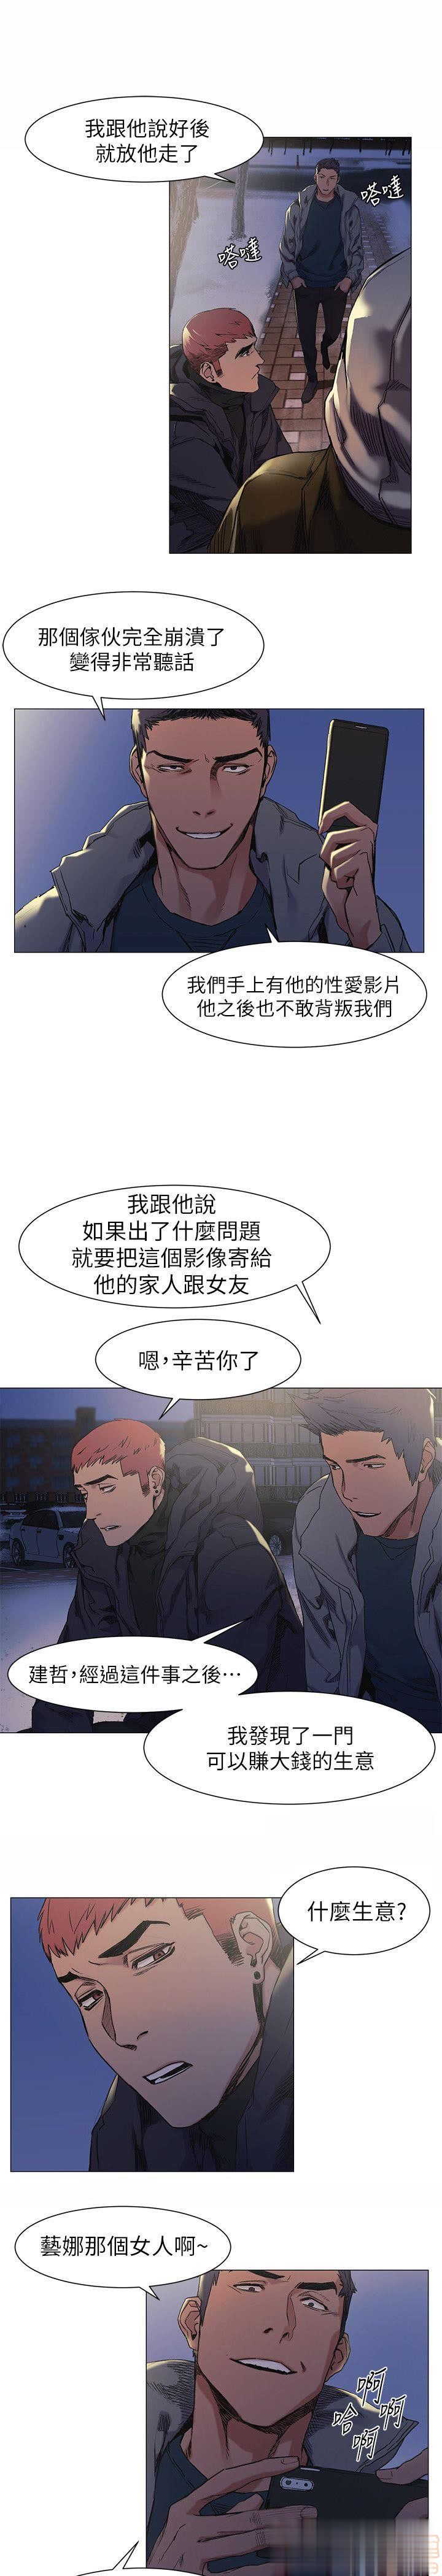 我跟他說好後
就放他走了
嗒噠
嗒噠
那個傢伙完全崩潰了
變得非常聽話
我們手上有他的性愛影片
他之後也不敢背叛我們
我跟他說
如果出了什麼問題
就要把這個影像寄給
他的家人跟女友
嗯，辛苦你了
建哲，經過這件事之後…
我發現了一門
可以賺大錢的生意
什麼生意?
藝娜那個女人啊~
啊
啊
哈
啊